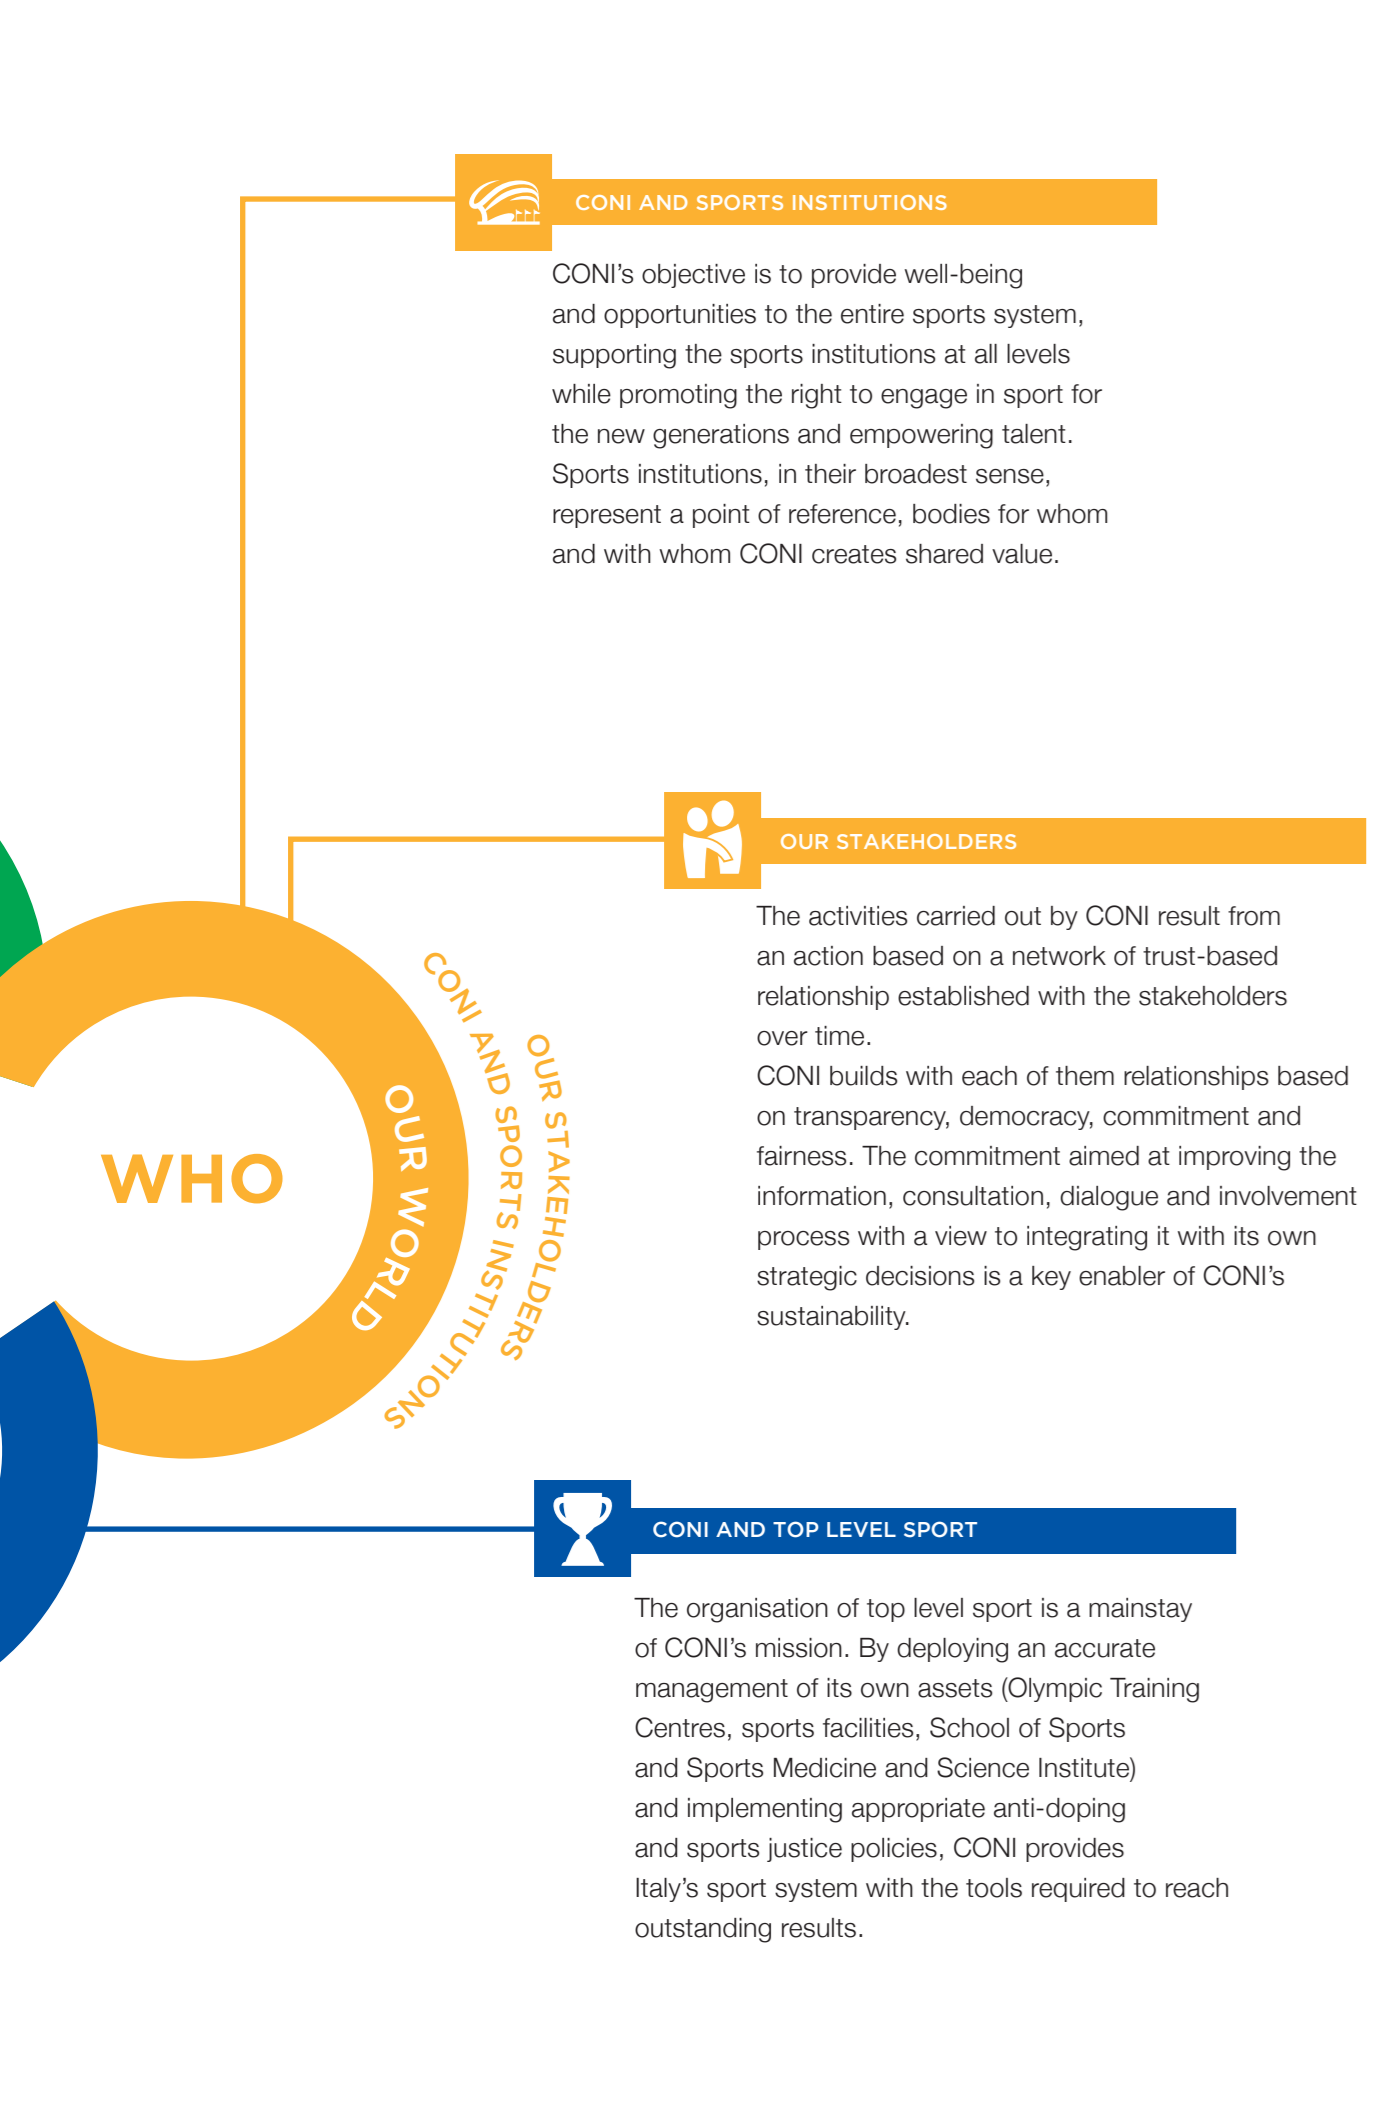 CONI AND SPORTS INSTITUTIONS
CONI’s objective is to provide well-being
and opportunities to the entire sports system,
supporting the sports institutions at all levels
while promoting the right to engage in sport for
the new generations and empowering talent.
Sports institutions, in their broadest sense,
represent a point of reference, bodies for whom
and with whom CONI creates shared value.
OUR STAKEHOLDERS
The activities carried out by CONI result from
an action based on a network of trust-based
relationship established with the stakeholders
over time.
CONI builds with each of them relationships based
on transparency, democracy, commitment and
fairness. The commitment aimed at improving the
information, consultation, dialogue and involvement
process with a view to integrating it with its own
strategic decisions is a key enabler of CONI’s
sustainability.
WHO
OUR WORLD
CONI AND SPORTS INSTITUTIONS
OUR STAKEHOLDERS
CONI AND TOP LEVEL SPORT
The organisation of top level sport is a mainstay
of CONI’s mission. By deploying an accurate
management of its own assets (Olympic Training
Centres, sports facilities, School of Sports
and Sports Medicine and Science Institute)
and implementing appropriate anti-doping
and sports justice policies, CONI provides
Italy’s sport system with the tools required to reach
outstanding results.